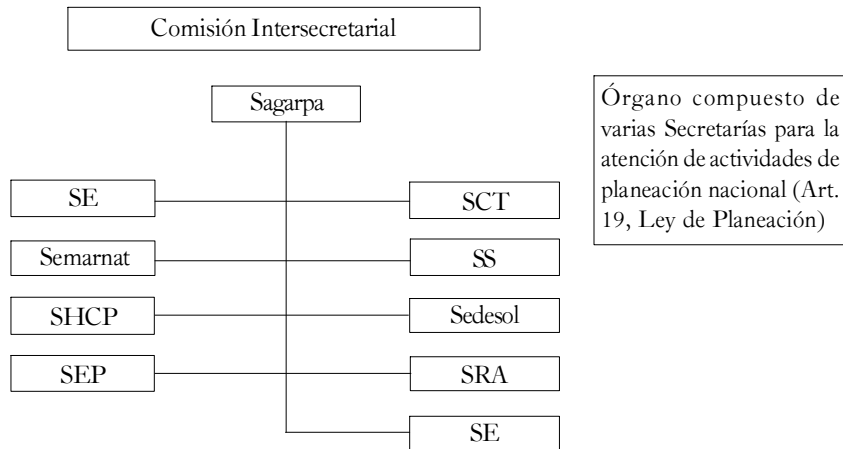 Comisión Intersecretarial
Sagarpa
Órgano compuesto de
varias Secretarías para la
atención de actividades de
planeación nacional (Art.
19, Ley de Planeación)
SE
SCT
Semarnat
SS
SHCP
Sedesol
SEP
SRA
SE